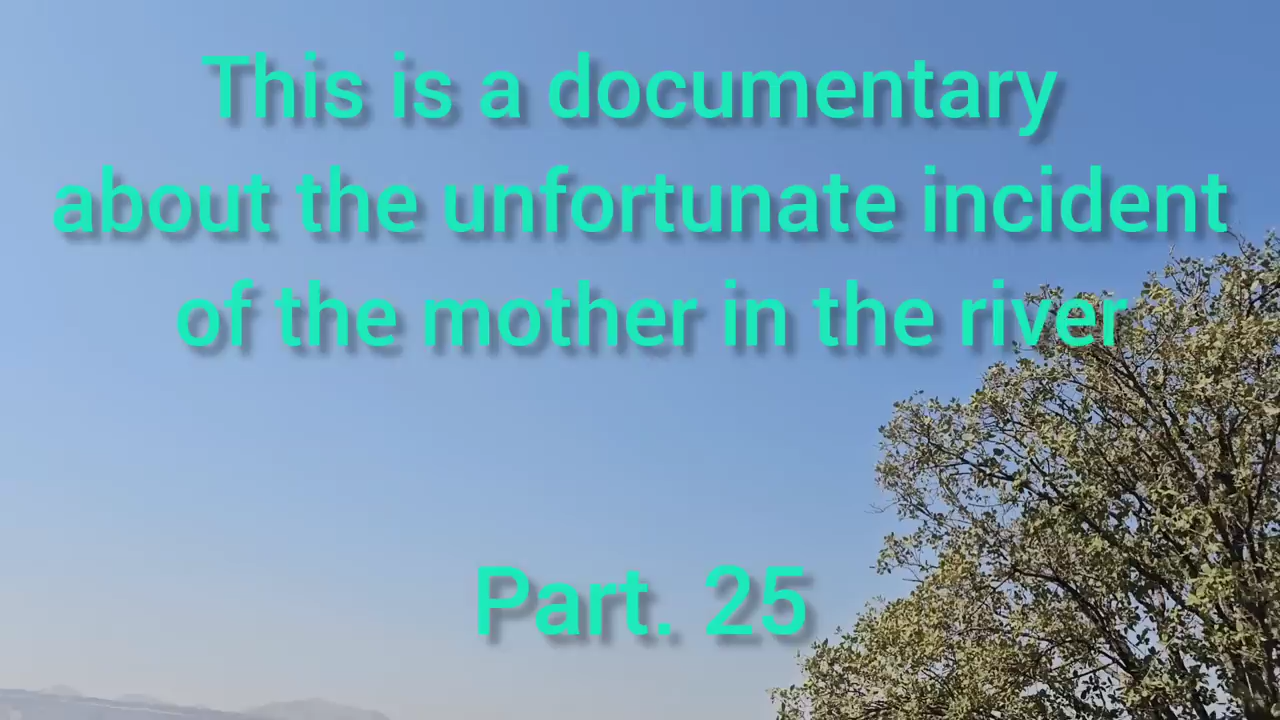 This is a documentary
about the unfortunate incident
of the mother in the river
Part. 25